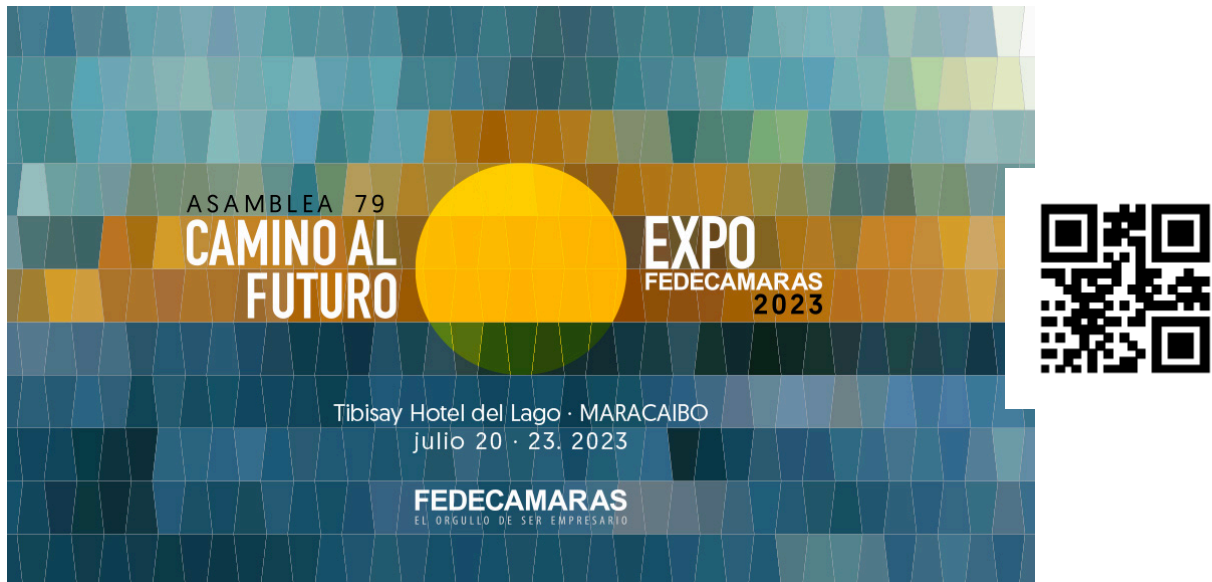 ASAMBLEA 79
CAMINO AL
FUTURO
EXPO
FEDECAMARAS
2023
Tibisay Hotel del Lago · MARACAIBO
julio 20 · 23. 2023
FEDECAMARAS
EL ORGULLO DE SER EMPRESARIO